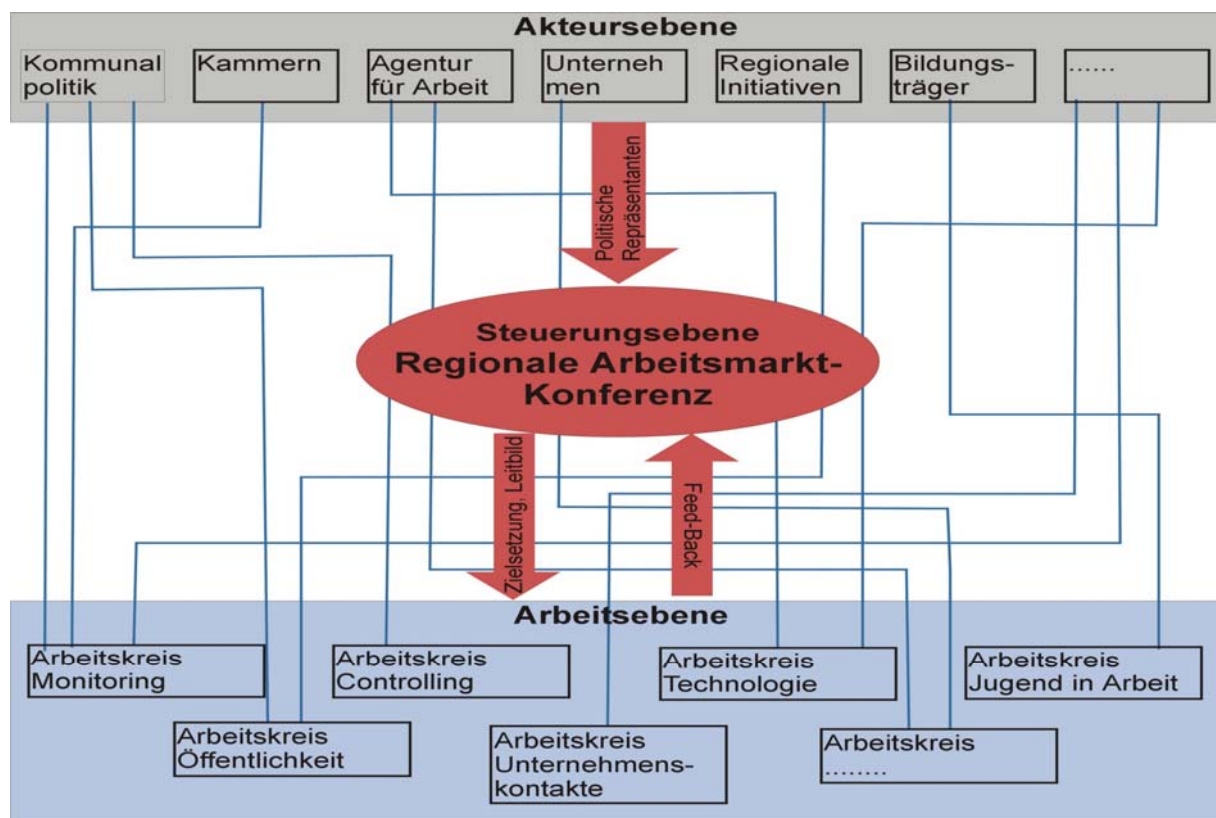 Akteursebene
Kommunal
politik
Kammern
Agentur
für Arbeit
Unterneh
men
Regionale
Initiativen
Bildungs-
träger
......
Politische
Repräsentanten
Steuerungsebene
Regionale Arbeitsmarkt-
Konferenz
Zielsetzung, Leitbild
Feed-Back
Arbeitsebene
Arbeitskreis
Monitoring
Arbeitskreis
Controlling
Arbeitskreis
Technologie
Arbeitskreis
Jugend in Arbeit
Arbeitskreis
Öffentlichkeit
Arbeitskreis
Unternehmens-
kontakte
Arbeitskreis
........